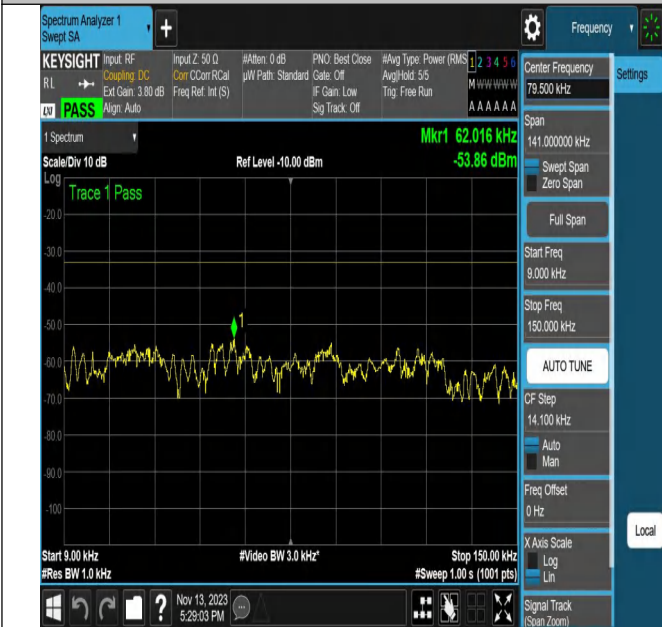 Spectrum Analyzer 1
Swept SA
+
Frequency
KEYSIGHT
RL
LXI
PASS
Input: RF
Coupling: DC
Ext Gain: 3.80 dB
Align: Auto
Input Z: 50 Ω
Corr CCorr RCal
Freq Ref: Int (S)
#Atten: 0 dB
µW Path: Standard
PNO: Best Close
Gate: Off
IF Gain: Low
Sig Track: Off
#Avg Type: Power (RMS
Avg|Hold: 5/5
Trig: Free Run
1 2 3 4 5 6
M W W W W W
A A A A A A
1 Spectrum
Scale/Div 10 dB
Log
Ref Level -10.00 dBm
Mkr1 62.016 kHz
-53.86 dBm
Trace 1 Pass
1
-20.0
-30.0
-40.0
-50.0
-60.0
-70.0
-80.0
-90.0
-100
Start 9.00 kHz
#Res BW 1.0 kHz
#Video BW 3.0 kHz*
Stop 150.00 kHz
#Sweep 1.00 s (1001 pts)
?
Nov 13, 2023
5:29:03 PM
Center Frequency
79.500 kHz
Span
141.000000 kHz
Swept Span
Zero Span
Full Span
Start Freq
9.000 kHz
Stop Freq
150.000 kHz
AUTO TUNE
CF Step
14.100 kHz
Auto
Man
Freq Offset
0 Hz
X Axis Scale
Log
Lin
Signal Track
(Span Zoom)
Settings
Local